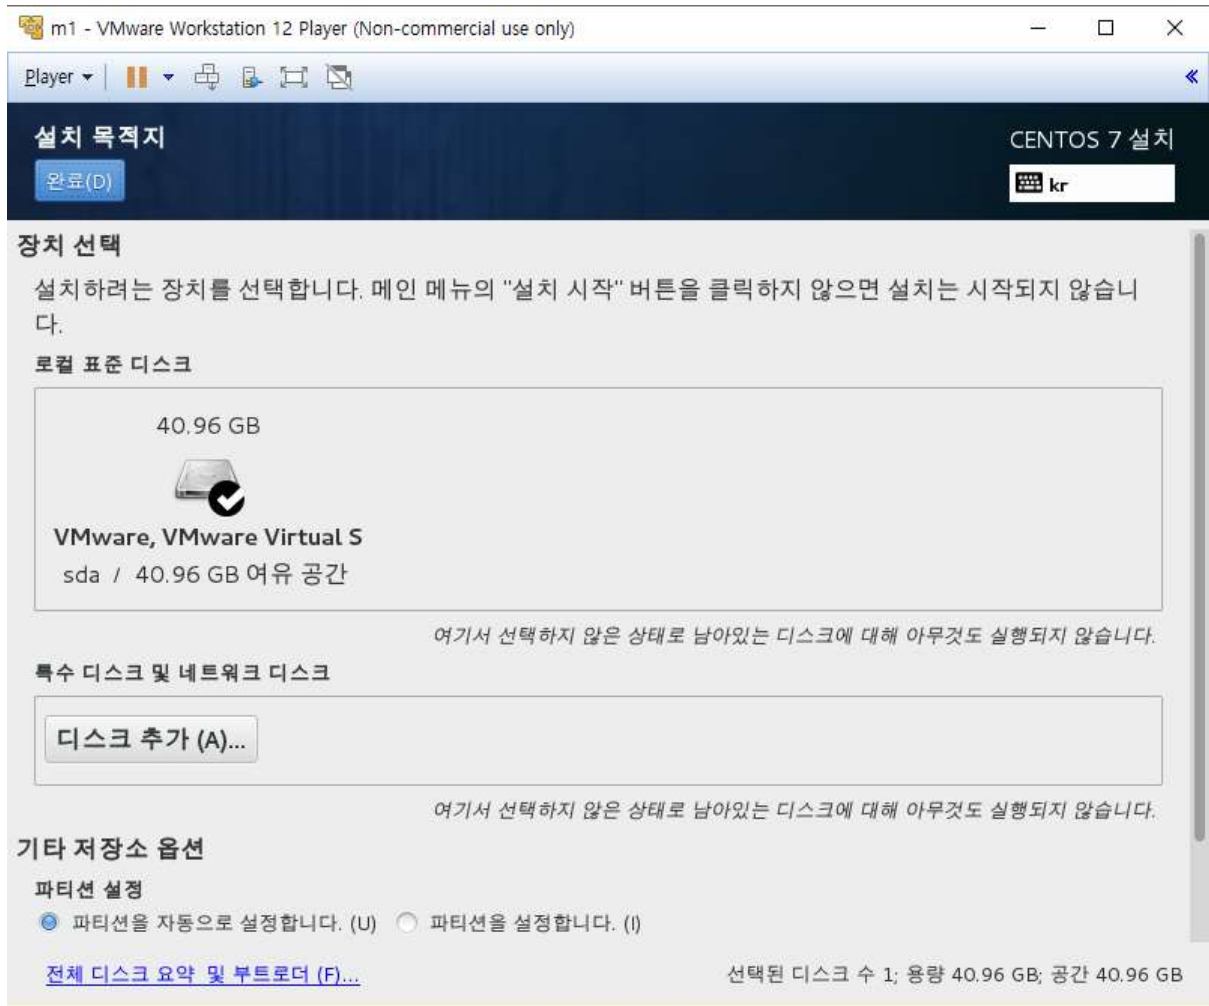 m1 - VMware Workstation 12 Player (Non-commercial use only)
Player
설치 목적지
CENTOS 7 설치
완료(D)
kr
장치 선택
설치하려는 장치를 선택합니다. 메인 메뉴의 "설치 시작" 버튼을 클릭하지 않으면 설치는 시작되지 않습니
다.
로컬 표준 디스크
40.96 GB
VMware, VMware Virtual S
sda / 40.96 GB 여유 공간
여기서 선택하지 않은 상태로 남아있는 디스크에 대해 아무것도 실행되지 않습니다.
특수 디스크 및 네트워크 디스크
디스크 추가 (A)...
여기서 선택하지 않은 상태로 남아있는 디스크에 대해 아무것도 실행되지 않습니다.
기타 저장소 옵션
파티션 설정
파티션을 자동으로 설정합니다. (U) 파티션을 설정합니다. (I)
전체 디스크 요약 및 부트로더 (F)...
선택된 디스크 수 1; 용량 40.96 GB; 공간 40.96 GB